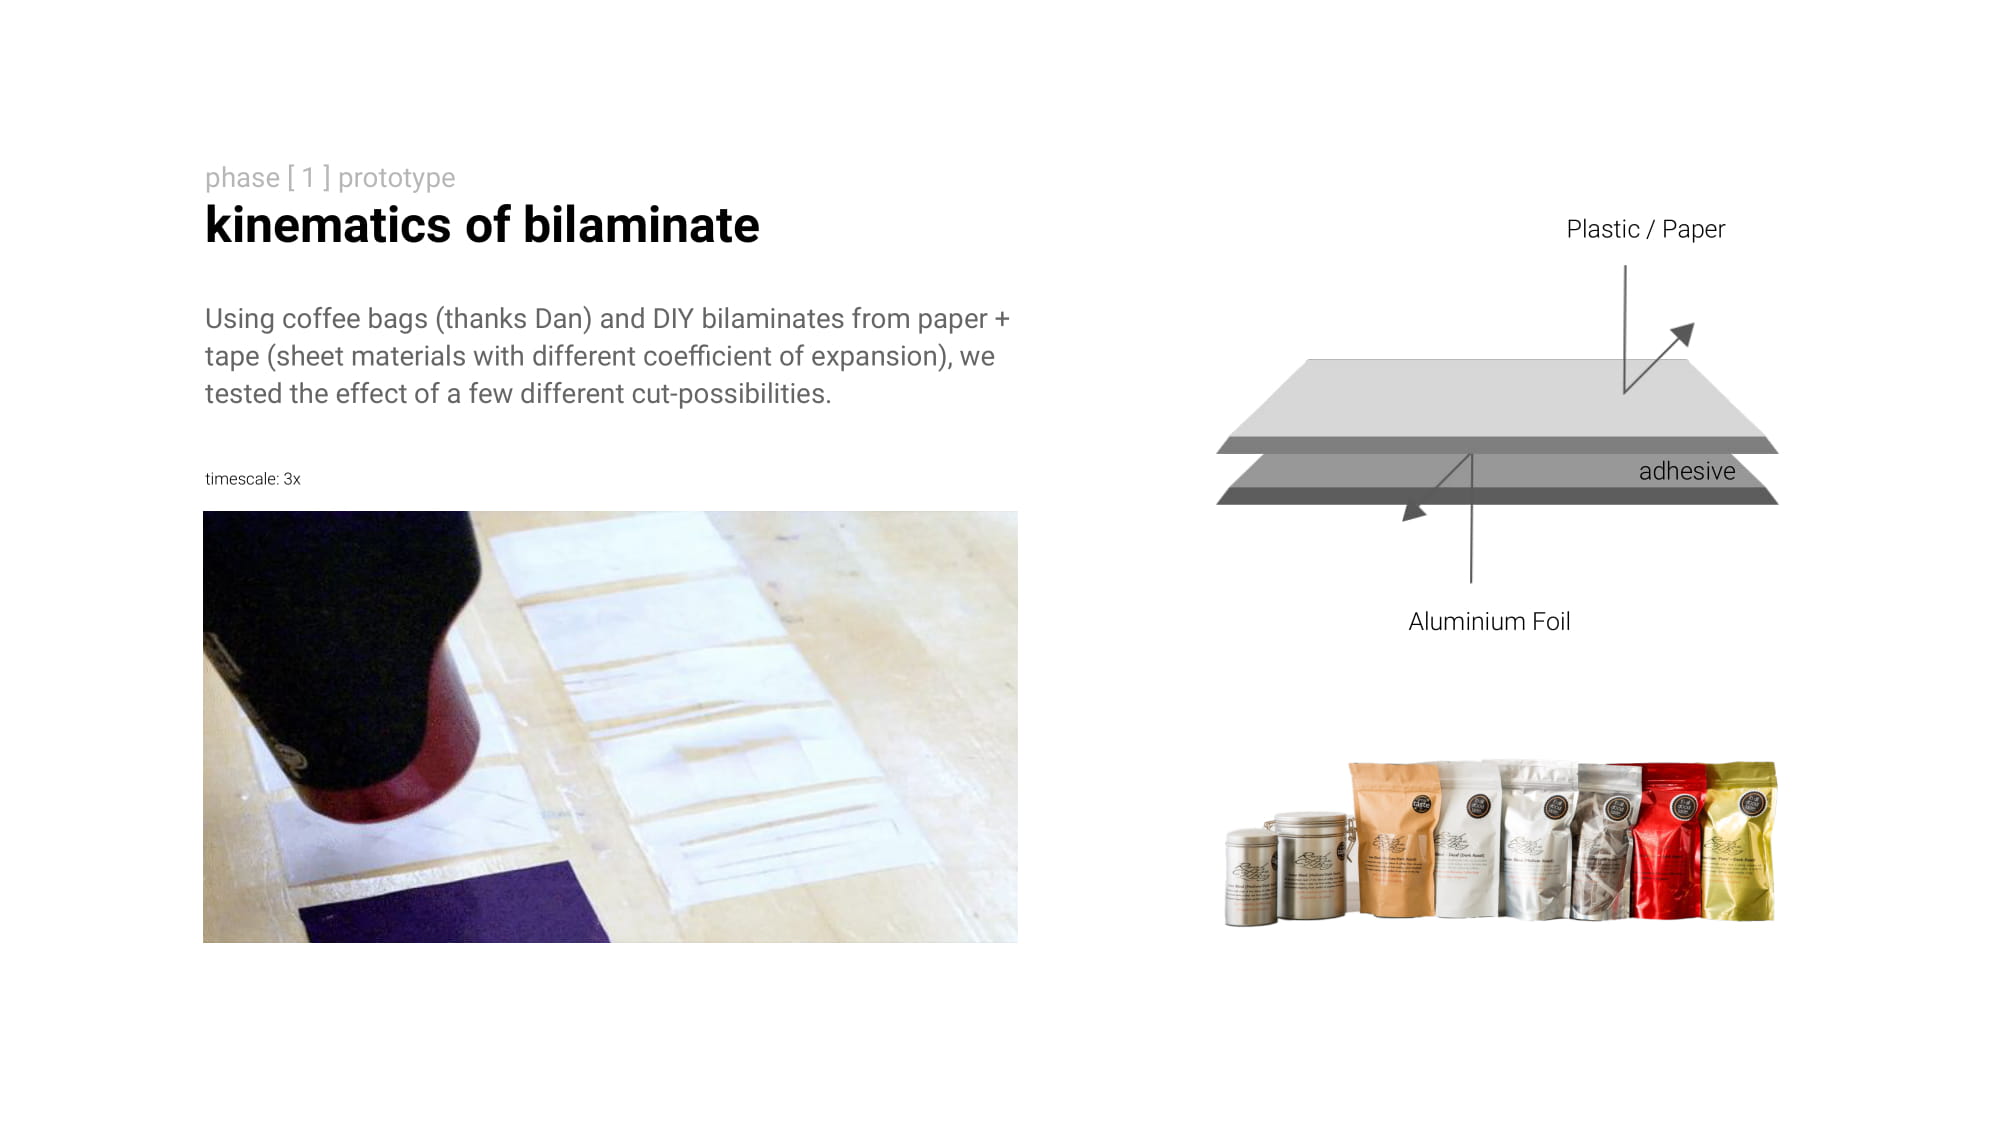 phase [ 1 ] prototype
kinematics of bilaminate
Using coffee bags (thanks Dan) and DIY bilaminates from paper +
tape (sheet materials with different coefficient of expansion), we
tested the effect of a few different cut-possibilities.
timescale: 3x
Plastic / Paper
adhesive
Aluminium Foil